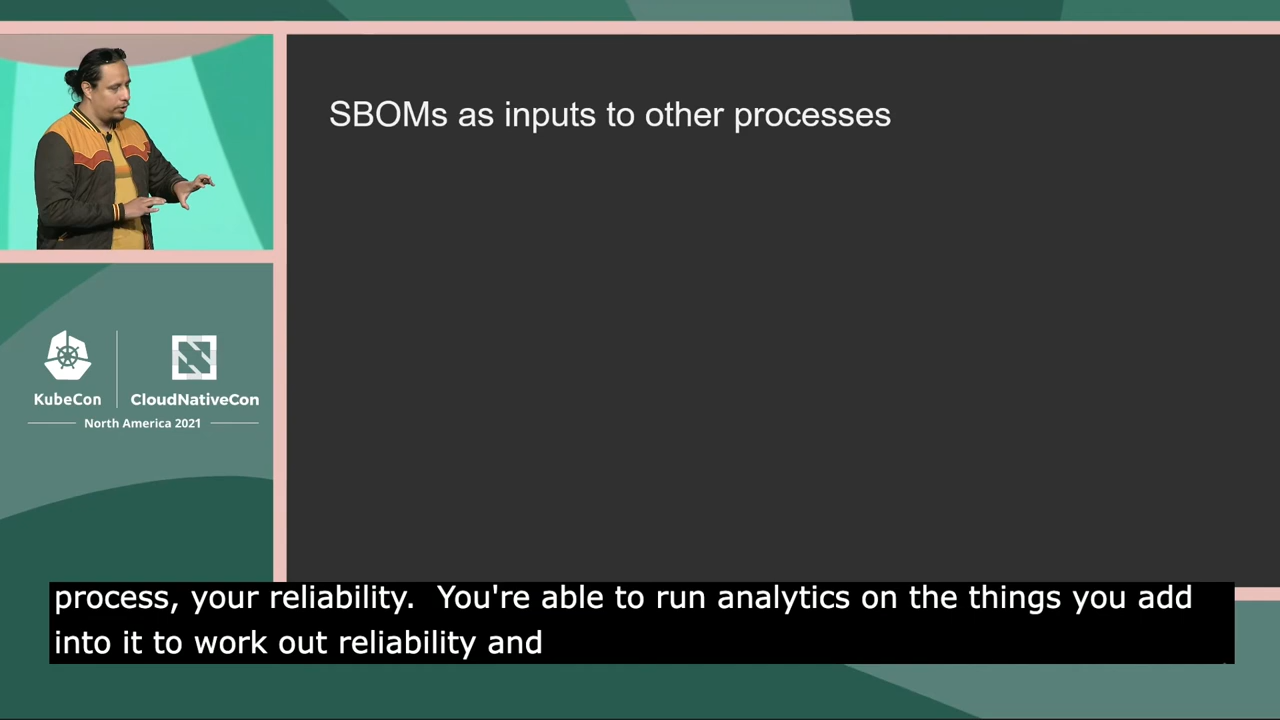 SBOMs as inputs to other processes
KubeCon
CloudNativeCon
North America 2021
process, your reliability. You're able to run analytics on the things you add
into it to work out reliability and